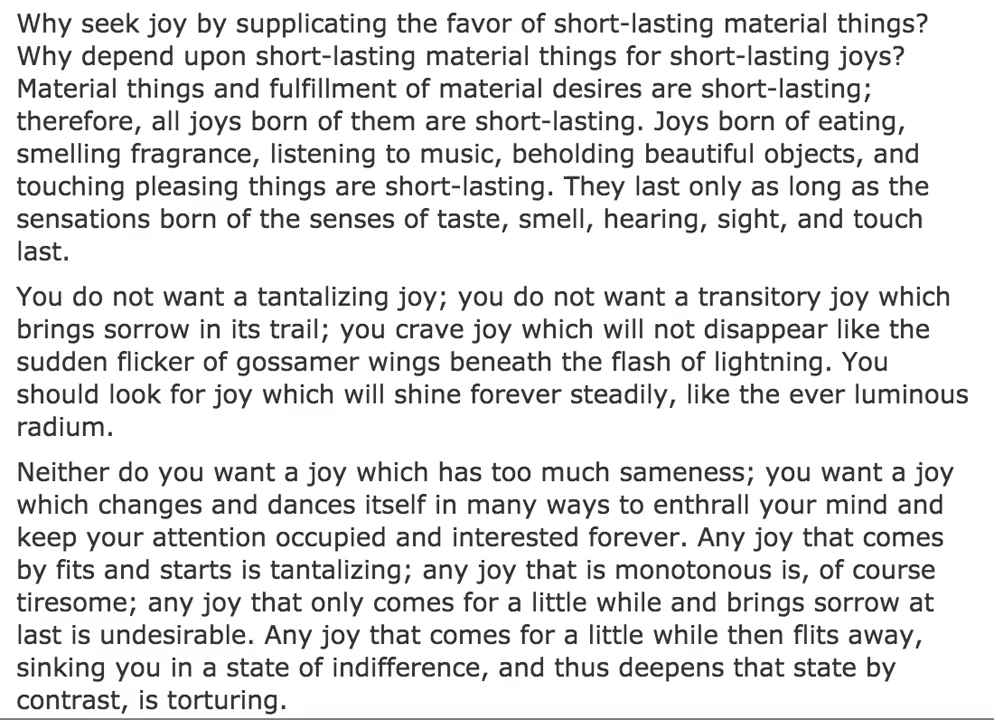 Why seek joy by supplicating the favor of short-lasting material things?
Why depend upon short-lasting material things for short-lasting joys?
Material things and fulfillment of material desires are short-lasting;
therefore, all joys born of them are short-lasting. Joys born of eating,
smelling fragrance, listening to music, beholding beautiful objects, and
touching pleasing things are short-lasting. They last only as long as the
sensations born of the senses of taste, smell, hearing, sight, and touch
last.
You do not want a tantalizing joy; you do not want a transitory joy which
brings sorrow in its trail; you crave joy which will not disappear like the
sudden flicker of gossamer wings beneath the flash of lightning. You
should look for joy which will shine forever steadily, like the ever luminous
radium.
Neither do you want a joy which has too much sameness; you want a joy
which changes and dances itself in many ways to enthrall your mind and
keep your attention occupied and interested forever. Any joy that comes
by fits and starts is tantalizing; any joy that is monotonous is, of course
tiresome; any joy that only comes for a little while and brings sorrow at
last is undesirable. Any joy that comes for a little while then flits away,
sinking you in a state of indifference, and thus deepens that state by
contrast, is torturing.